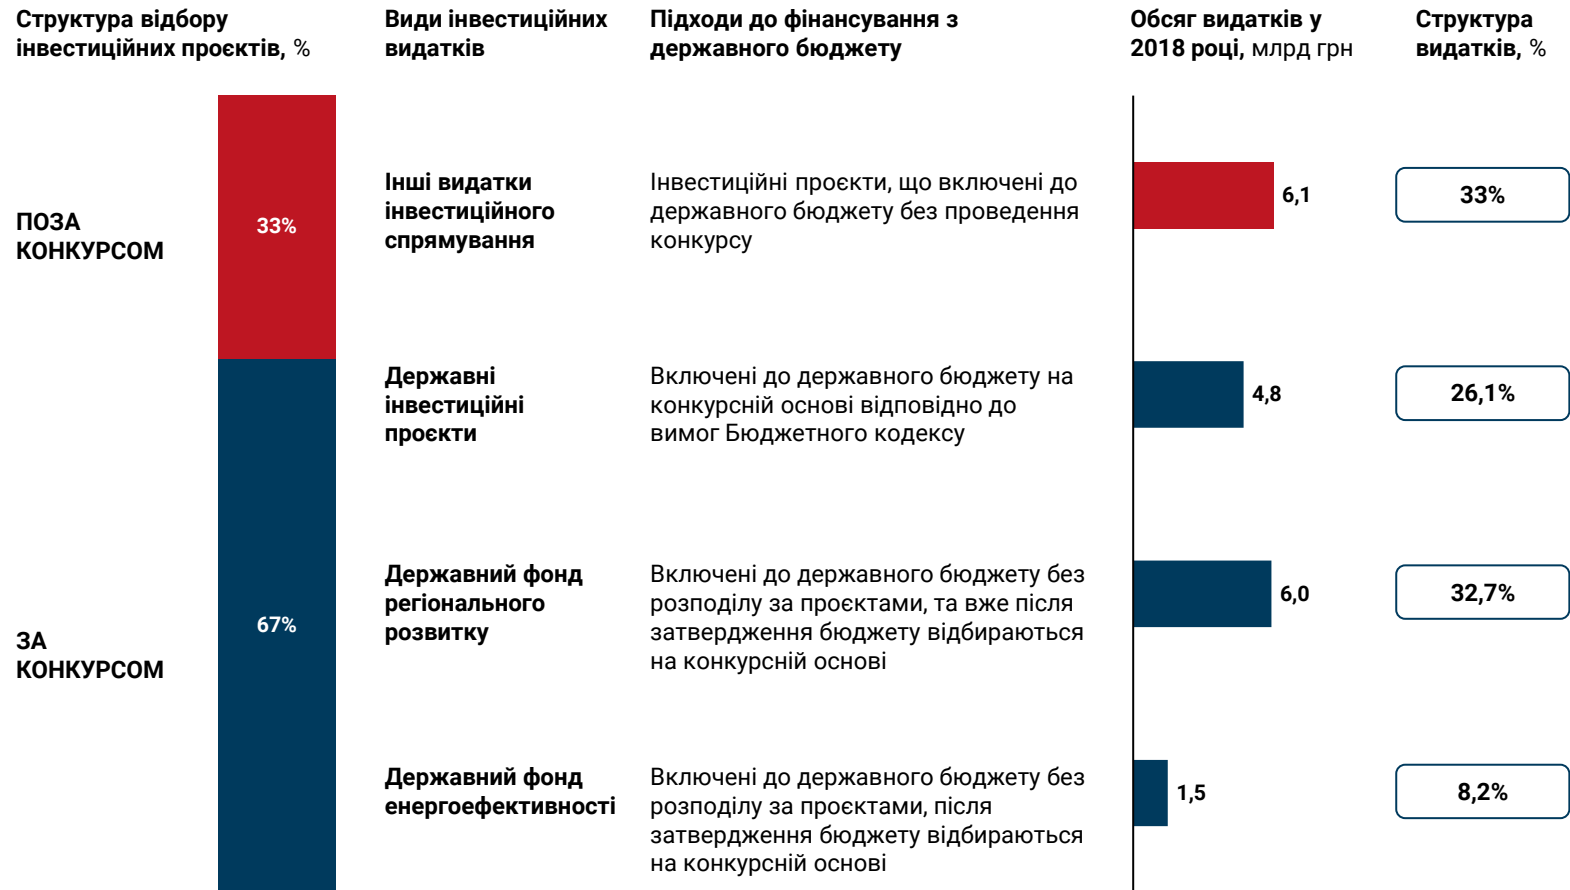 Структура відбору
інвестиційних проєктів, %
Види інвестиційних
видатків
Підходи до фінансування з
державного бюджету
Обсяг видатків у
2018 році, млрд грн
Структура
видатків, %
ПОЗА
КОНКУРСОМ
33%
Інші видатки
інвестиційного
спрямування
Інвестиційні проєкти, що включені до
державного бюджету без проведення
конкурсу
6,1
33%
Державні
інвестиційні
проєкти
Включені до державного бюджету на
конкурсній основі відповідно до
вимог Бюджетного кодексу
4,8
26,1%
ЗА
КОНКУРСОМ
67%
Державний фонд
регіонального
розвитку
Включені до державного бюджету без
розподілу за проєктами, та вже після
затвердження бюджету відбираються
на конкурсній основі
6,0
32,7%
Державний фонд
енергоефективності
Включені до державного бюджету без
розподілу за проєктами, після
затвердження бюджету відбираються
на конкурсній основі
1,5
8,2%